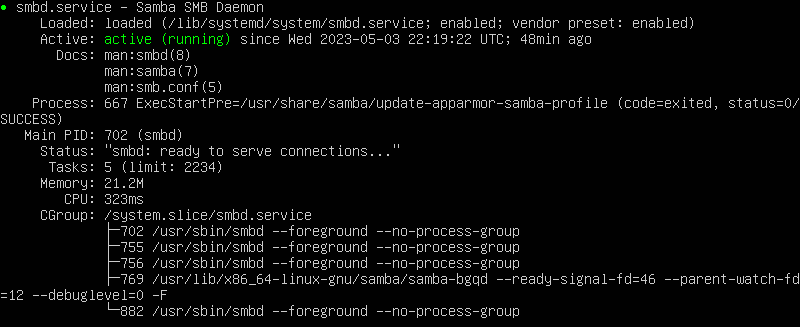 ● smbd.service - Samba SMB Daemon
Loaded: loaded (/lib/systemd/system/smbd.service; enabled; vendor preset: enabled)
Active: active (running) since Wed 2023-05-03 22:19:22 UTC; 48min ago
Docs: man:smbd(8)
man:samba(7)
man:smb.conf(5)
Process: 667 ExecStartPre=/usr/share/samba/update-apparmor-samba-profile (code=exited, status=0/
SUCCESS)
Main PID: 702 (smbd)
Status: "smbd: ready to serve connections..."
Tasks: 5 (limit: 2234)
Memory: 21.2M
CPU: 323ms
CGroup: /system.slice/smbd.service
├─702 /usr/sbin/smbd --foreground --no-process-group
├─755 /usr/sbin/smbd --foreground --no-process-group
├─756 /usr/sbin/smbd --foreground --no-process-group
├─769 /usr/lib/x86_64-linux-gnu/samba/samba-bgqd --ready-signal-fd=46 --parent-watch-fd
=12 --debuglevel=0 -F
└─882 /usr/sbin/smbd --foreground --no-process-group